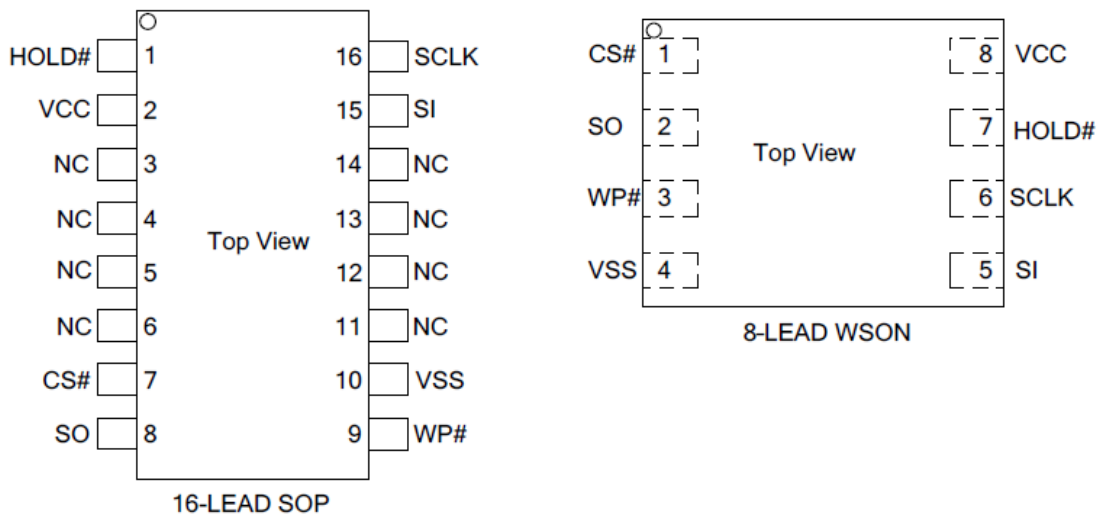 HOLD# 1 16 SCLK
VCC 2 15 SI
NC 3 14 NC
NC 4 13 NC
Top View
NC 5 12 NC
NC 6 11 NC
CS# 7 10 VSS
SO 8 9 WP#
16-LEAD SOP
CS# 1 8 VCC
SO 2 7 HOLD#
Top View
WP# 3 6 SCLK
VSS 4 5 SI
8-LEAD WSON